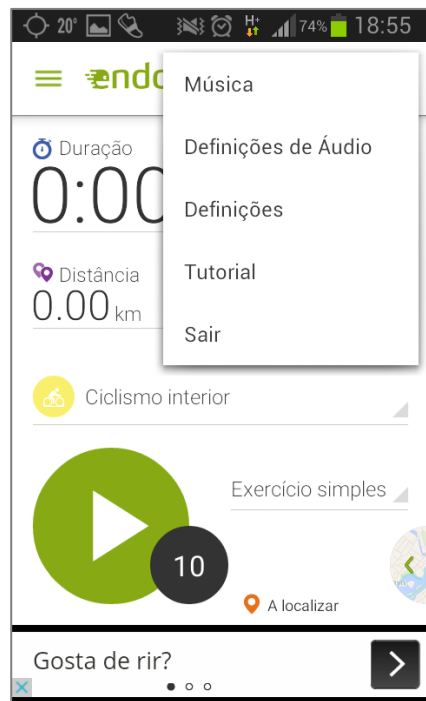 20° H+ 74% 18:55
endo
Música
Definições de Áudio
Definições
Tutorial
Sair
Duração
0:00
Distância
0.00 km
Ciclismo interior
Exercício simples
10
A localizar
Gosta de rir?